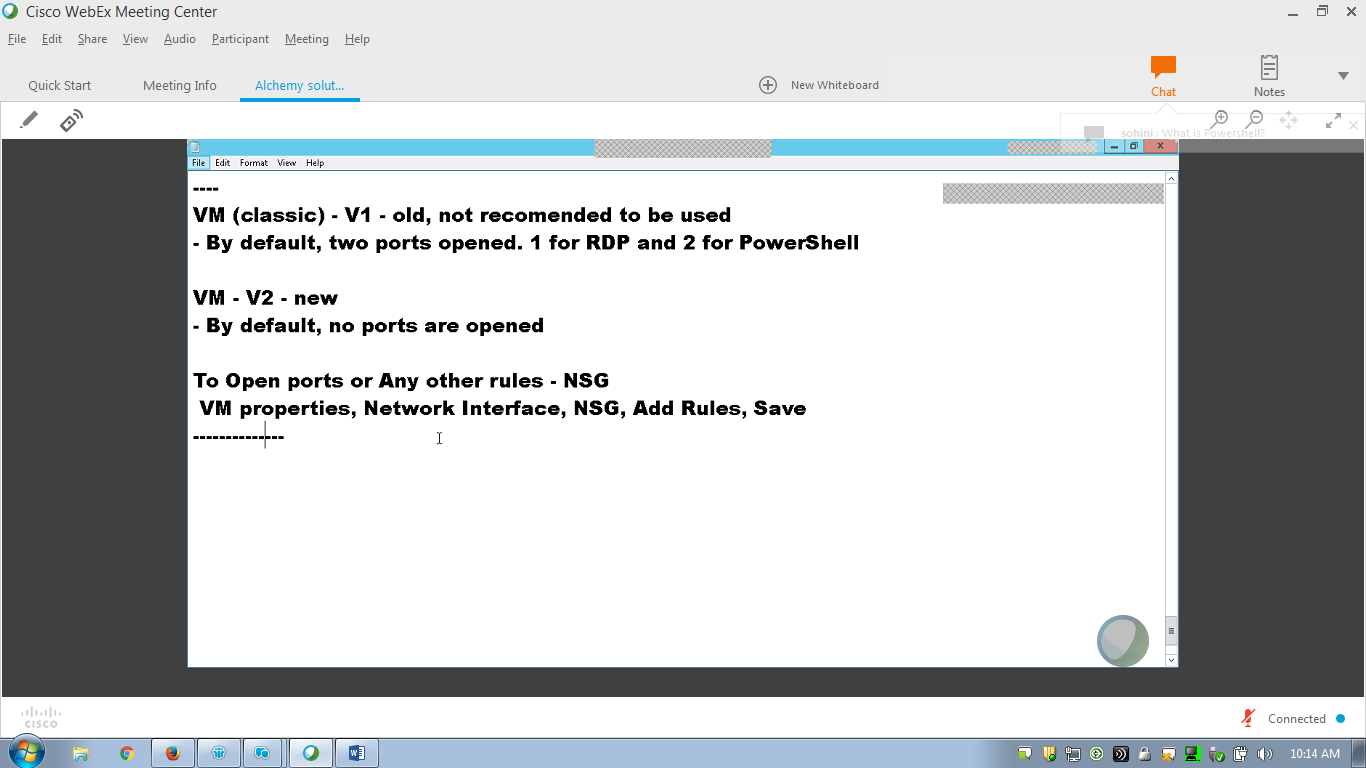 Cisco WebEx Meeting Center
File Edit Share View Audio Participant Meeting Help
Quick Start Meeting Info Alchemy solut... New Whiteboard Chat Notes
sohini : What is Powershell?
File Edit Format View Help
----
VM (classic) - V1 - old, not recomended to be used
- By default, two ports opened. 1 for RDP and 2 for PowerShell
VM - V2 - new
- By default, no ports are opened
To Open ports or Any other rules - NSG
VM properties, Network Interface, NSG, Add Rules, Save
--------------
CISCO
Connected
10:14 AM